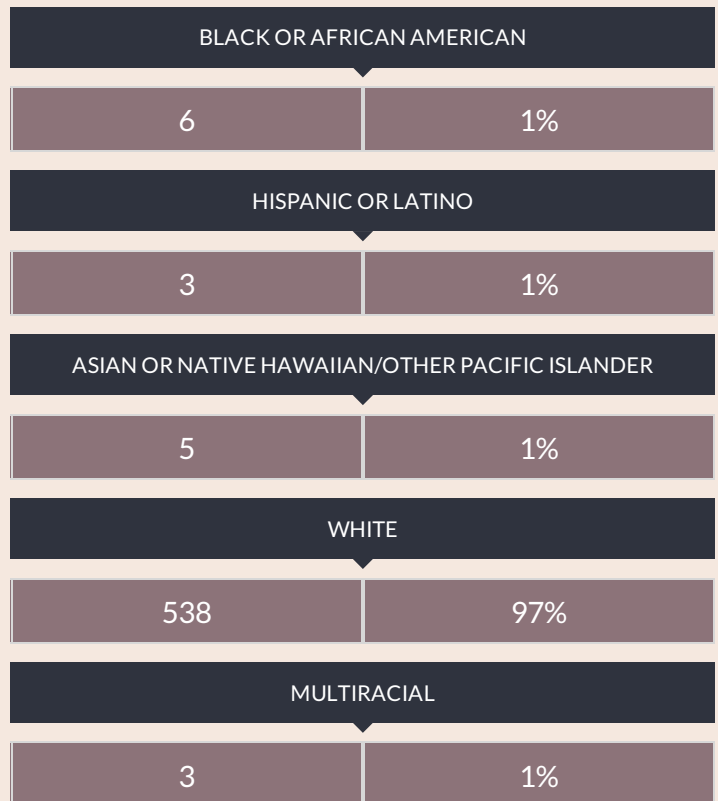 BLACK OR AFRICAN AMERICAN
6 1%
HISPANIC OR LATINO
3 1%
ASIAN OR NATIVE HAWAIIAN/OTHER PACIFIC ISLANDER
5 1%
WHITE
538 97%
MULTIRACIAL
3 1%